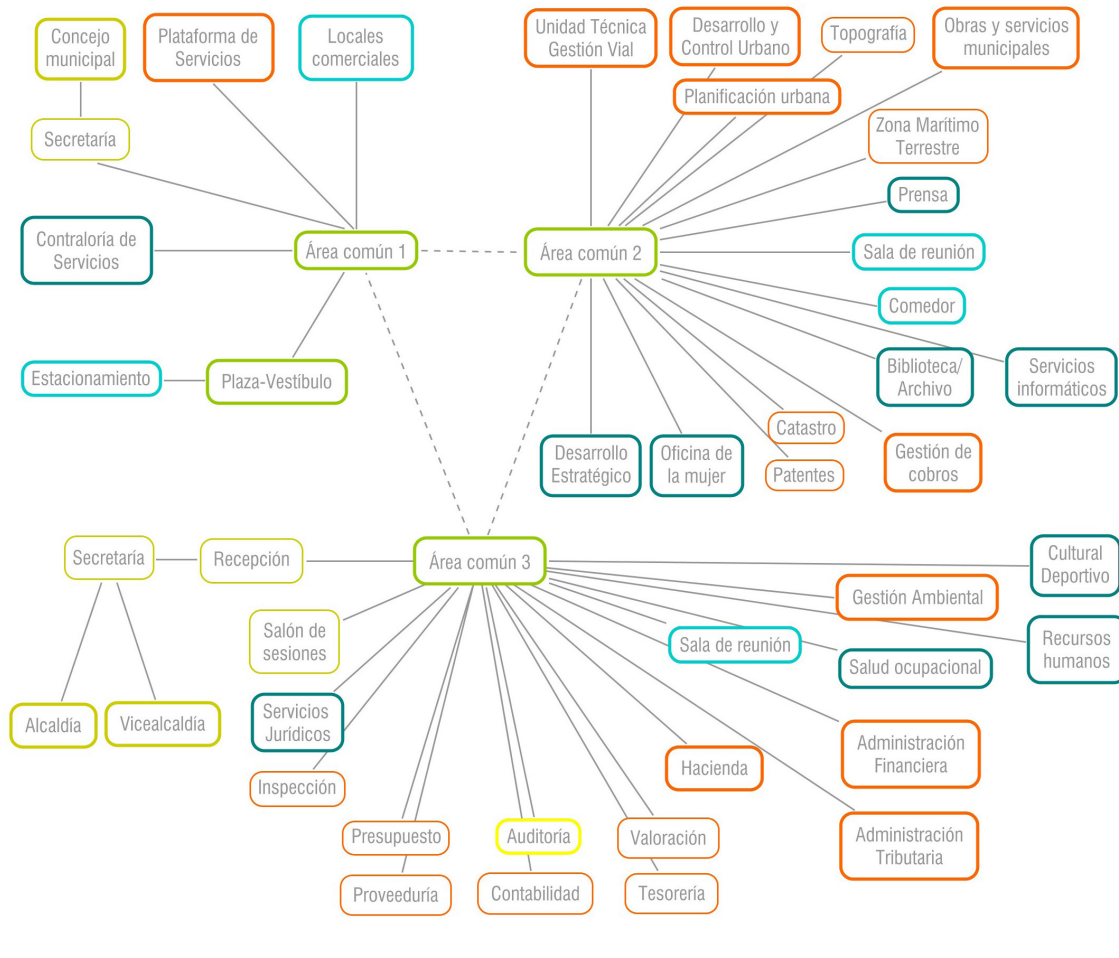 Concejo
municipal
Plataforma de
Servicios
Locales
comerciales
Secretaría
Contraloría de
Servicios
Área común 1
Estacionamiento
Plaza-Vestíbulo
Unidad Técnica
Gestión Vial
Desarrollo y
Control Urbano
Topografía
Obras y servicios
municipales
Planificación urbana
Zona Marítimo
Terrestre
Prensa
Área común 2
Sala de reunión
Comedor
Biblioteca/
Archivo
Servicios
informáticos
Catastro
Desarrollo
Estratégico
Oficina de
la mujer
Patentes
Gestión de
cobros
Secretaría
Recepción
Área común 3
Cultural
Deportivo
Gestión Ambiental
Salón de
sesiones
Sala de reunión
Recursos
humanos
Salud ocupacional
Alcaldía
Vicealcaldía
Servicios
Jurídicos
Administración
Financiera
Hacienda
Inspección
Presupuesto
Auditoría
Valoración
Administración
Tributaria
Proveeduría
Contabilidad
Tesorería